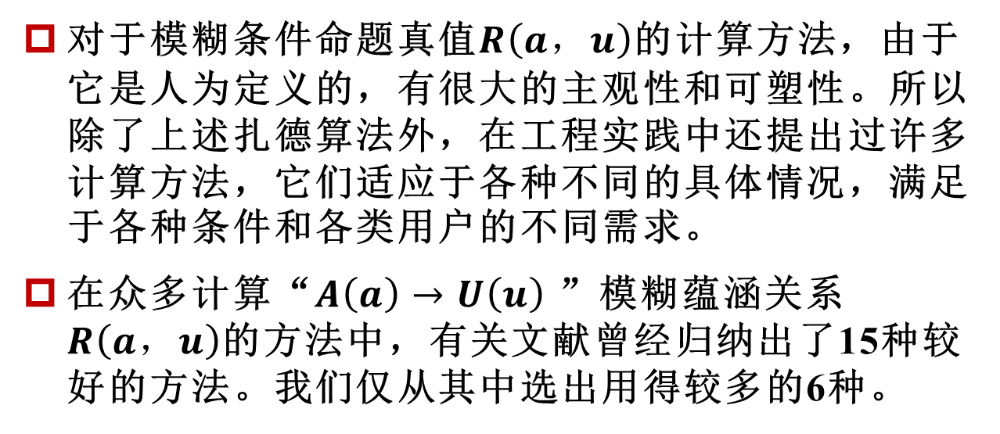 对于模糊条件命题真值R(a，u)的计算方法，由于
它是人为定义的，有很大的主观性和可塑性。所以
除了上述扎德算法外，在工程实践中还提出过许多
计算方法，它们适应于各种不同的具体情况，满足
于各种条件和各类用户的不同需求。
在众多计算“A(a)→U(u)”模糊蕴涵关系
R(a，u)的方法中，有关文献曾经归纳出了15种较
好的方法。我们仅从其中选出用得较多的6种。